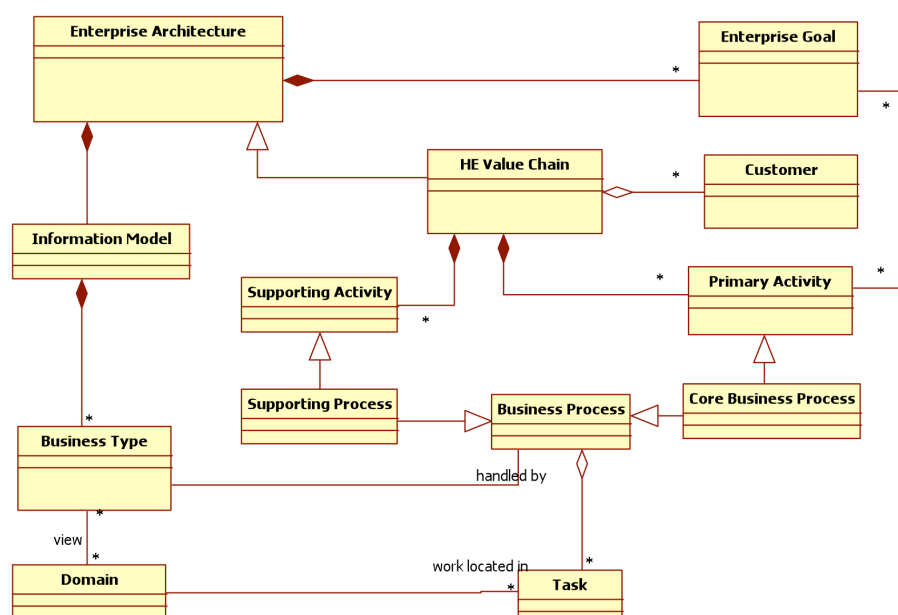 Enterprise Architecture
Enterprise Goal
*
*
HE Value Chain
Customer
*
Information Model
Supporting Activity
*
Primary Activity
*
*
Supporting Process
Business Process
Core Business Process
*
Business Type
handled by
*
view
*
Domain
work located in
*
*
Task